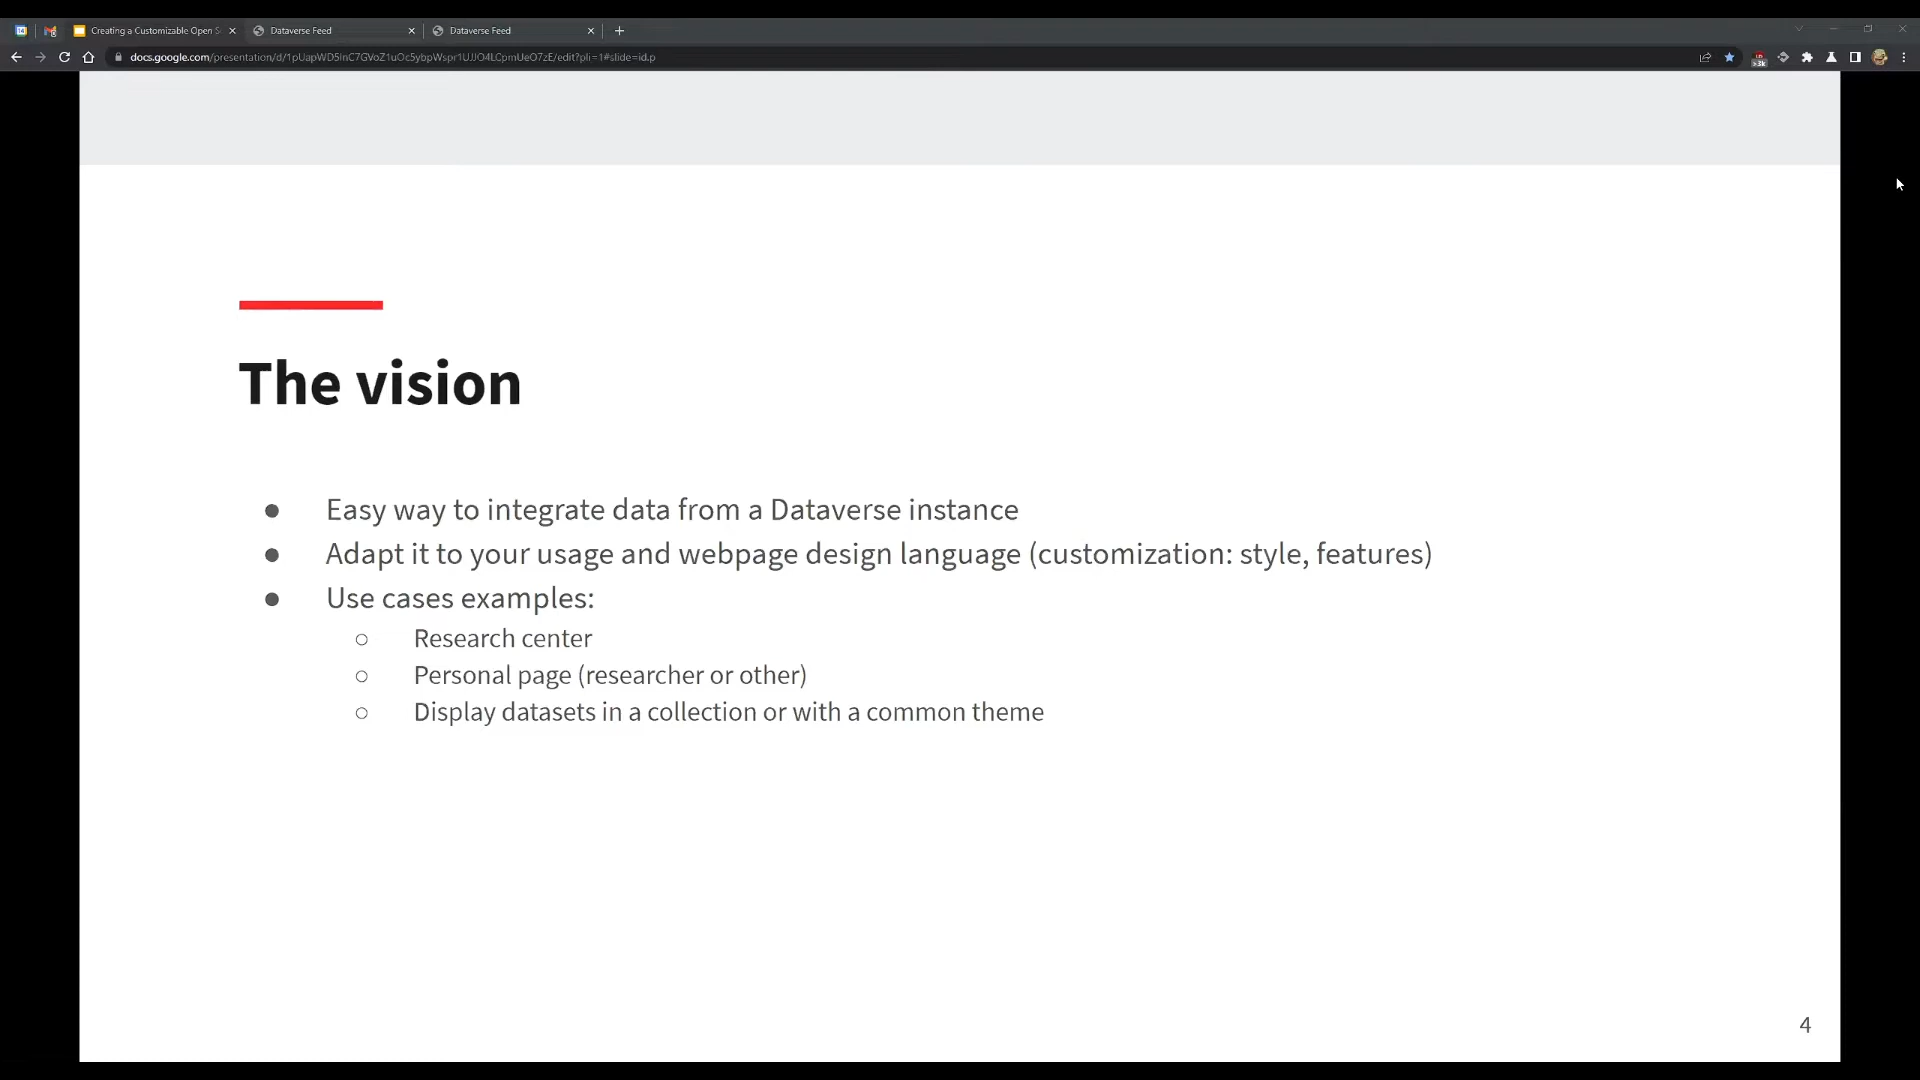 Creating a Customizable Open S
Dataverse Feed
Dataverse Feed
docs.google.com/presentation/d/
/edit?pli=1#slide=id.p
The vision
● Easy way to integrate data from a Dataverse instance
● Adapt it to your usage and webpage design language (customization: style, features)
● Use cases examples:
○ Research center
○ Personal page (researcher or other)
○ Display datasets in a collection or with a common theme
4